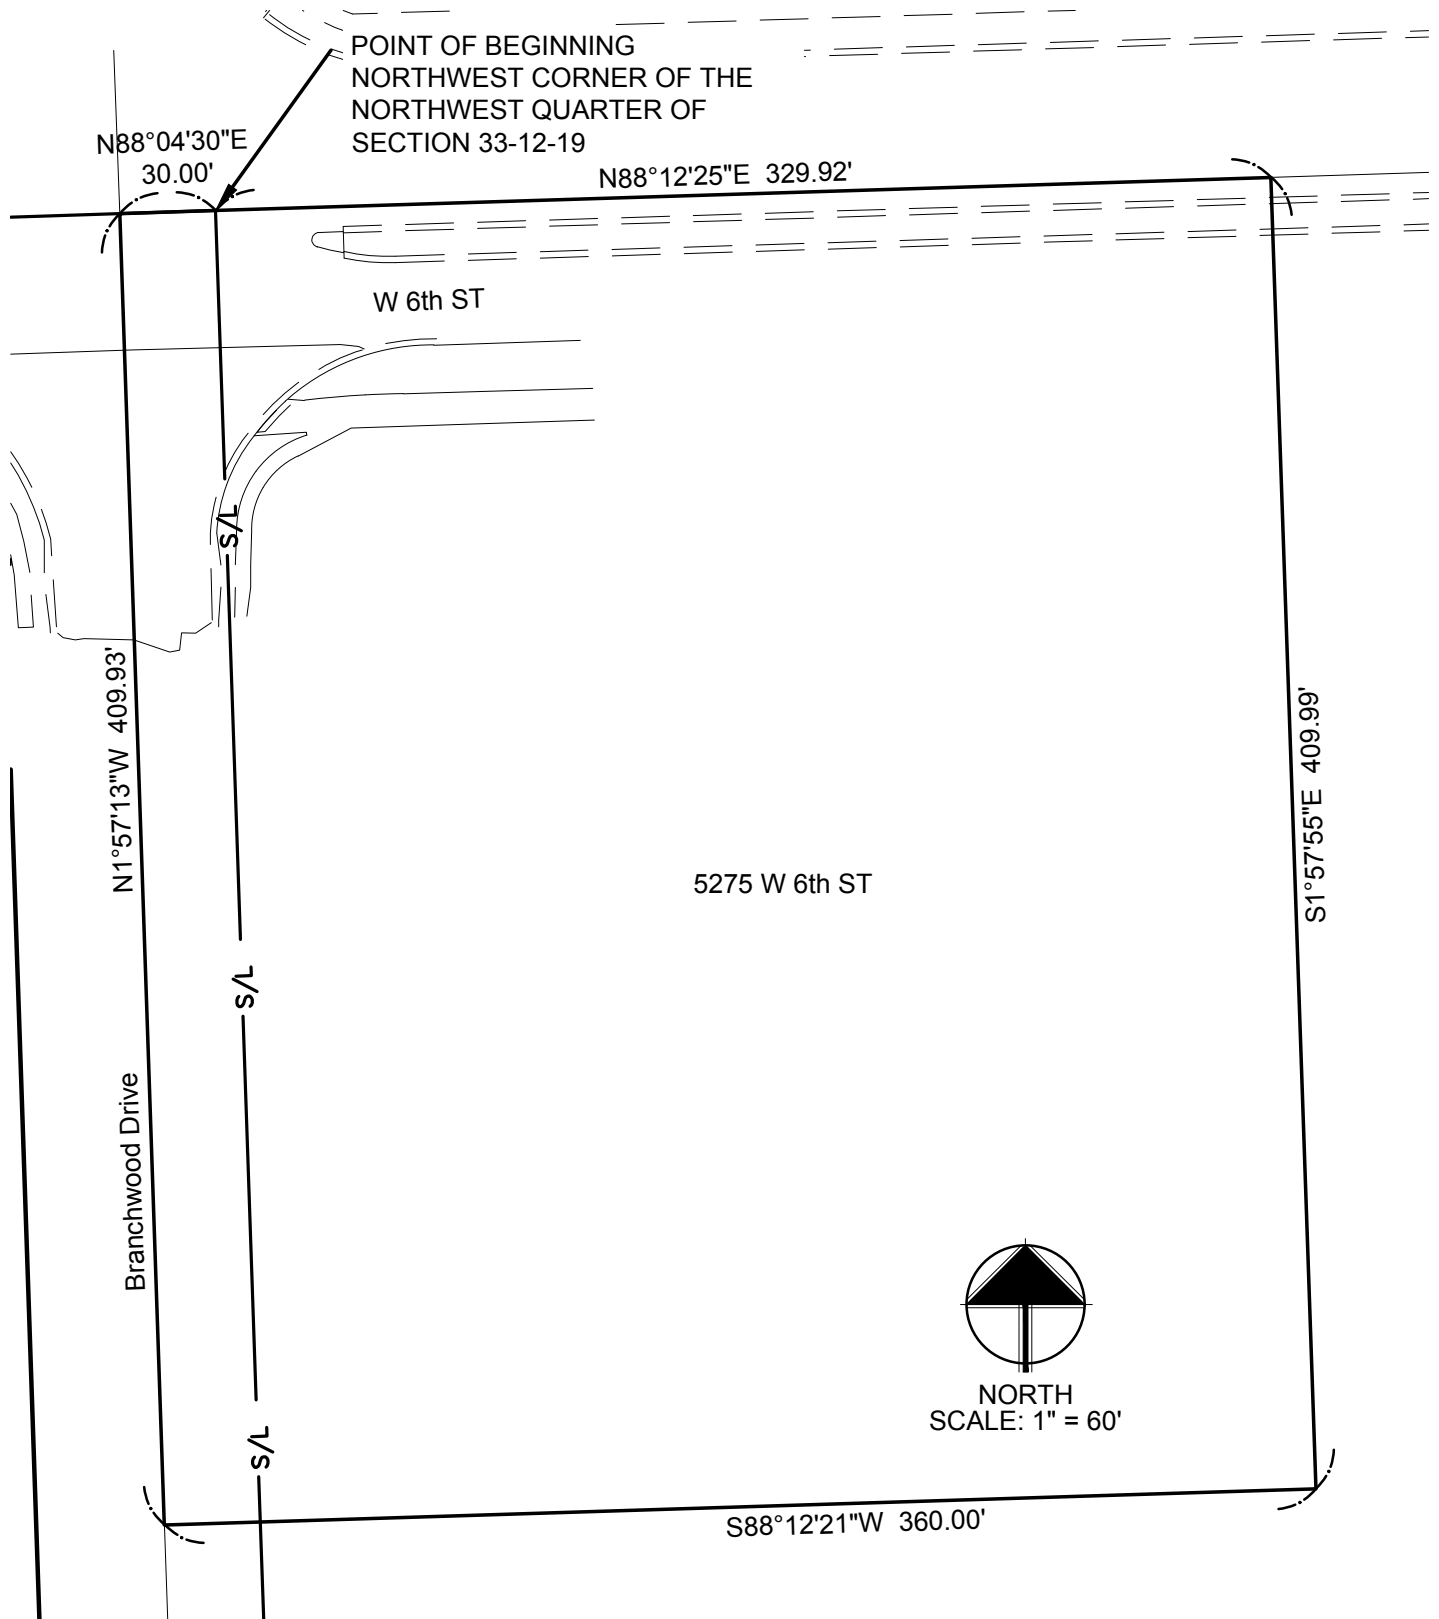 POINT OF BEGINNING
NORTHWEST CORNER OF THE
NORTHWEST QUARTER OF
SECTION 33-12-19
N88°04'30"E
30.00'
N88°12'25"E 329.92'
W 6th ST
S/L
N1°57'13"W 409.93'
S1°57'55"E 409.99'
5275 W 6th ST
S/L
Branchwood Drive
NORTH
SCALE: 1" = 60'
S/L
S88°12'21"W 360.00'